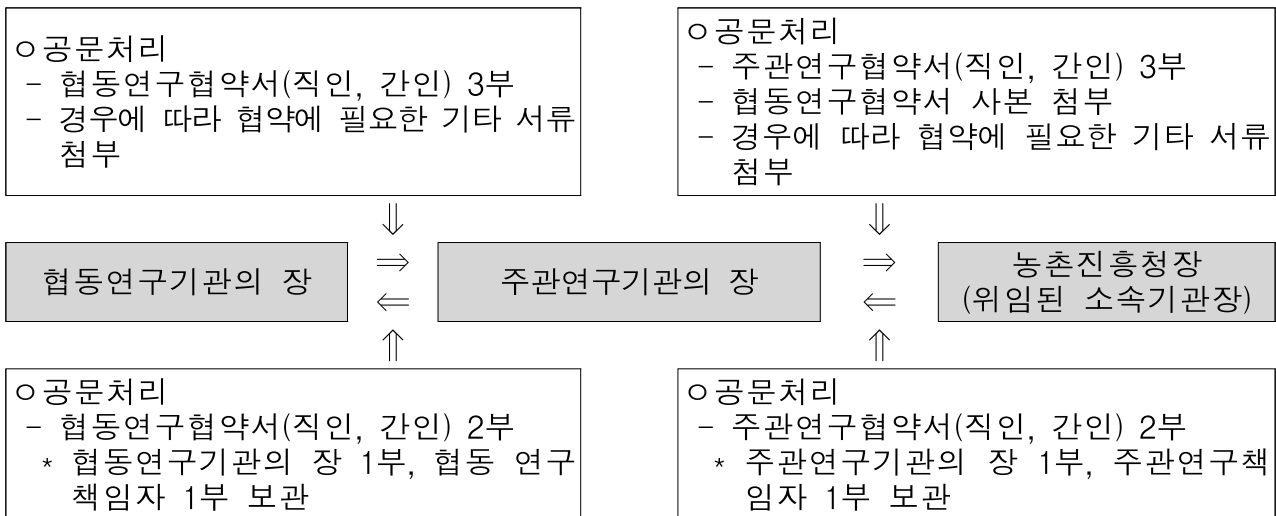 ㅇ공문처리
- 협동연구협약서(직인, 간인) 3부
- 경우에 따라 협약에 필요한 기타 서류
첨부
ㅇ공문처리
- 주관연구협약서(직인, 간인) 3부
- 협동연구협약서 사본 첨부
- 경우에 따라 협약에 필요한 기타 서류
첨부
⇓ ⇓
협동연구기관의 장 ⇒ 주관연구기관의 장 ⇒ 농촌진흥청장
⇐ ⇐ (위임된 소속기관장)
⇑ ⇑
ㅇ공문처리
- 협동연구협약서(직인, 간인) 2부
* 협동연구기관의 장 1부, 협동 연구
책임자 1부 보관
ㅇ공문처리
- 주관연구협약서(직인, 간인) 2부
* 주관연구기관의 장 1부, 주관연구책
임자 1부 보관